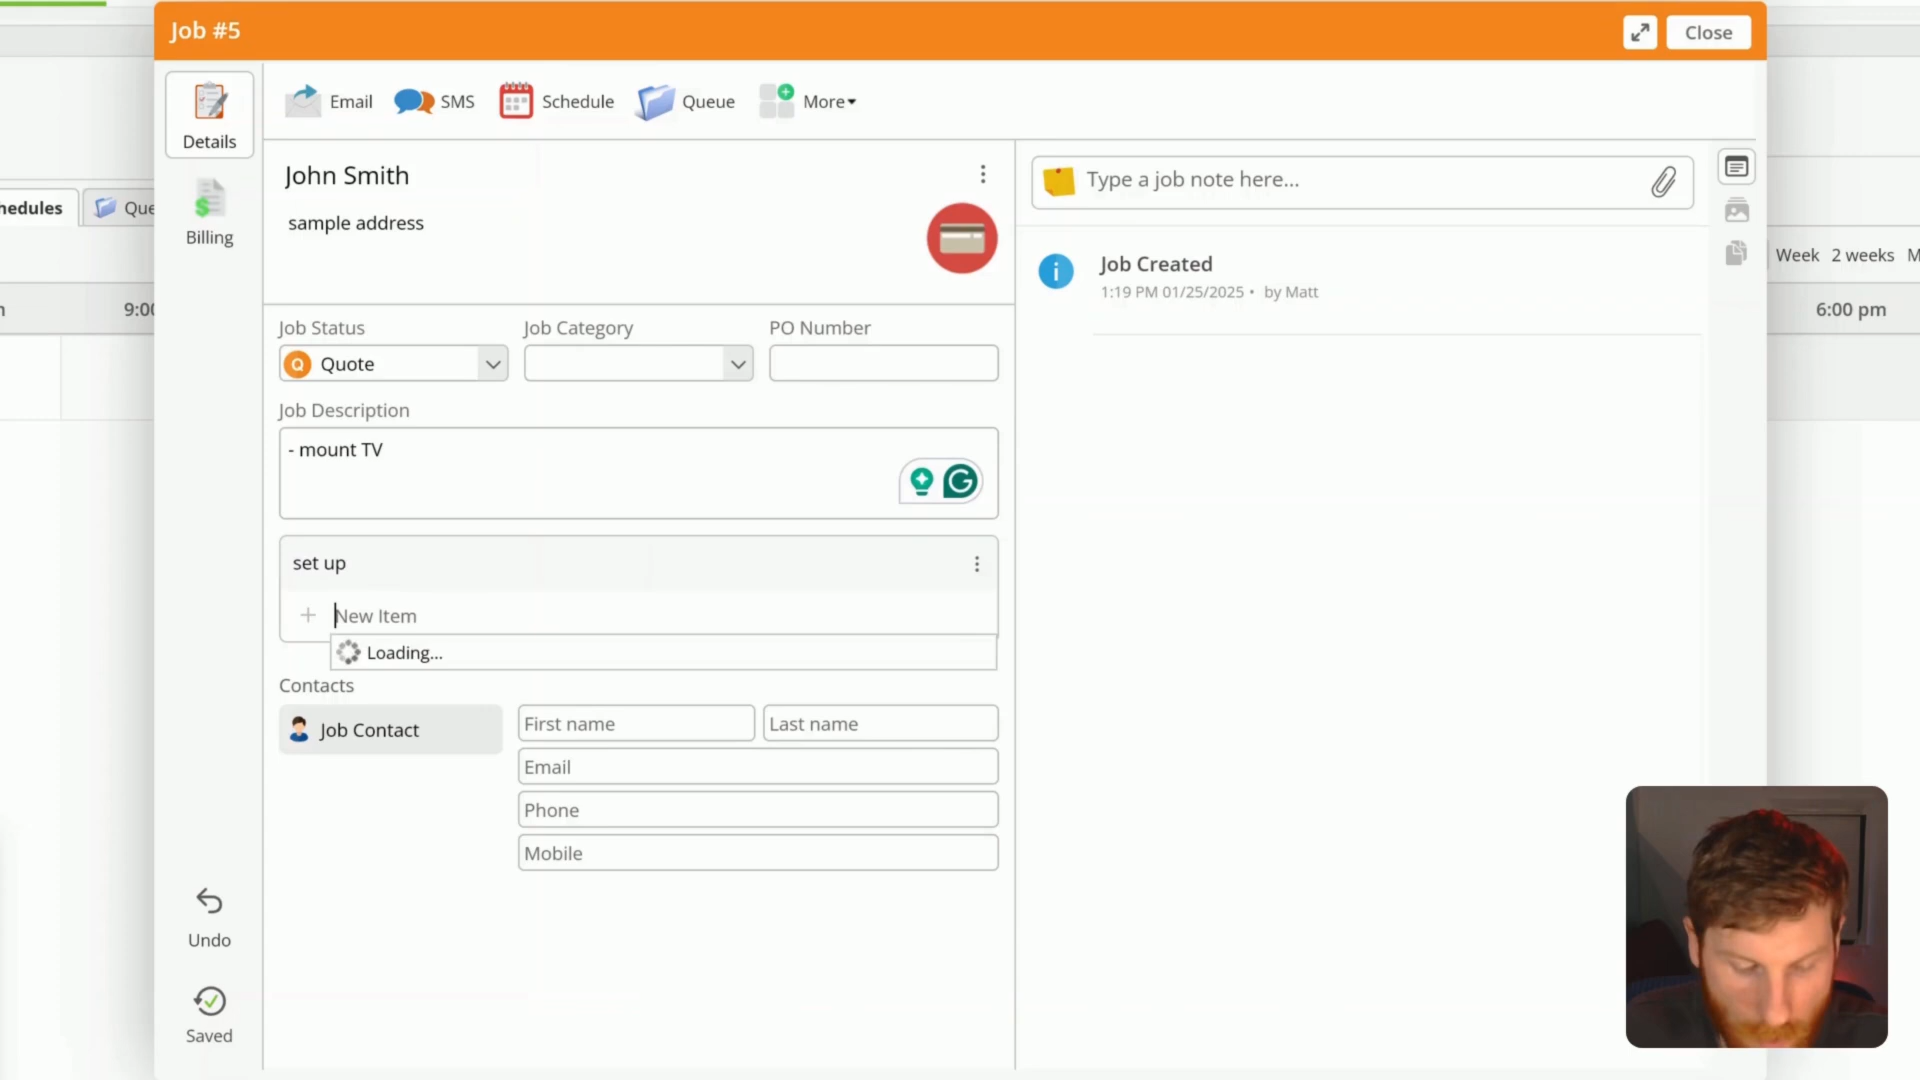 Job #5
Close
Details
Email
SMS
Schedule
Queue
More
Billing
John Smith
sample address
Type a job note here...
Job Created
1:19 PM 01/25/2025 • by Matt
Job Status
Job Category
PO Number
Quote
Job Description
- mount TV
set up
New Item
Loading...
Contacts
Job Contact
First name
Last name
Email
Phone
Mobile
Undo
Saved
hedules
Que
9:00
Week
2 weeks
M
6:00 pm